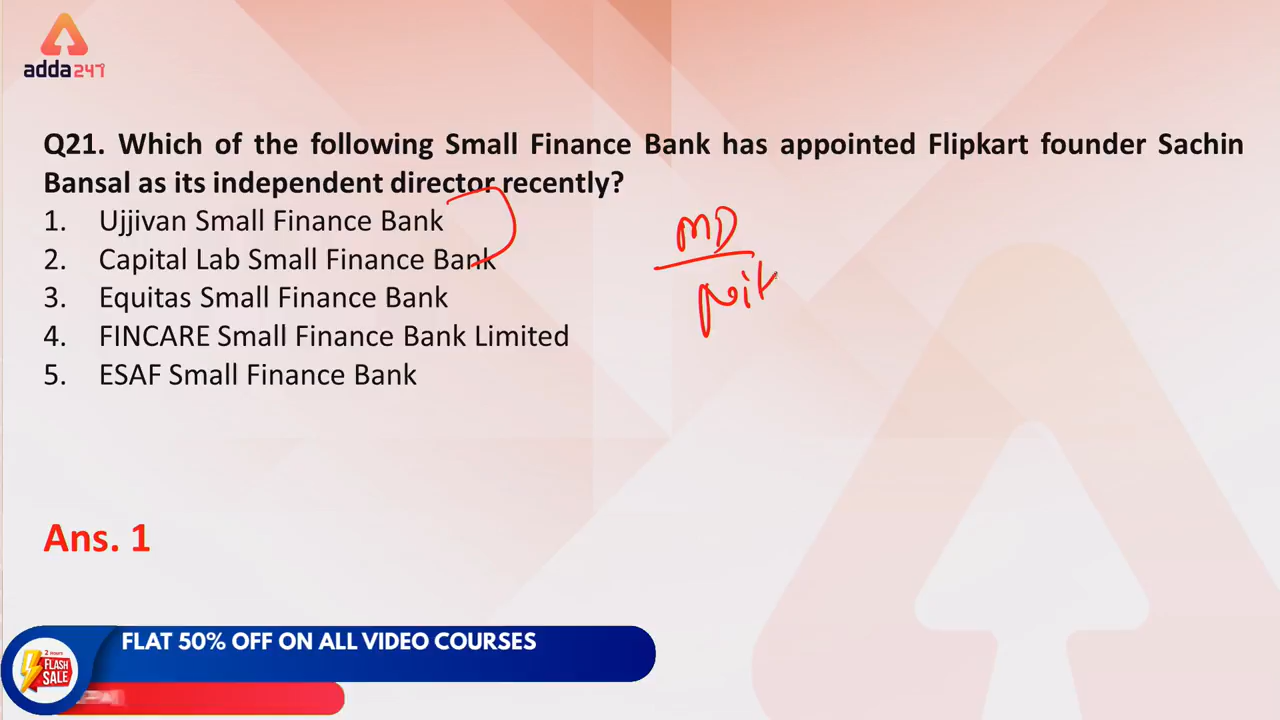 adda247
Q21. Which of the following Small Finance Bank has appointed Flipkart founder Sachin
Bansal as its independent director recently?
1. Ujjivan Small Finance Bank
2. Capital Lab Small Finance Bank
3. Equitas Small Finance Bank
4. FINCARE Small Finance Bank Limited
5. ESAF Small Finance Bank
MD
Ans. 1
FLAT 50% OFF ON ALL VIDEO COURSES
2 Hours
FLASH
SALE